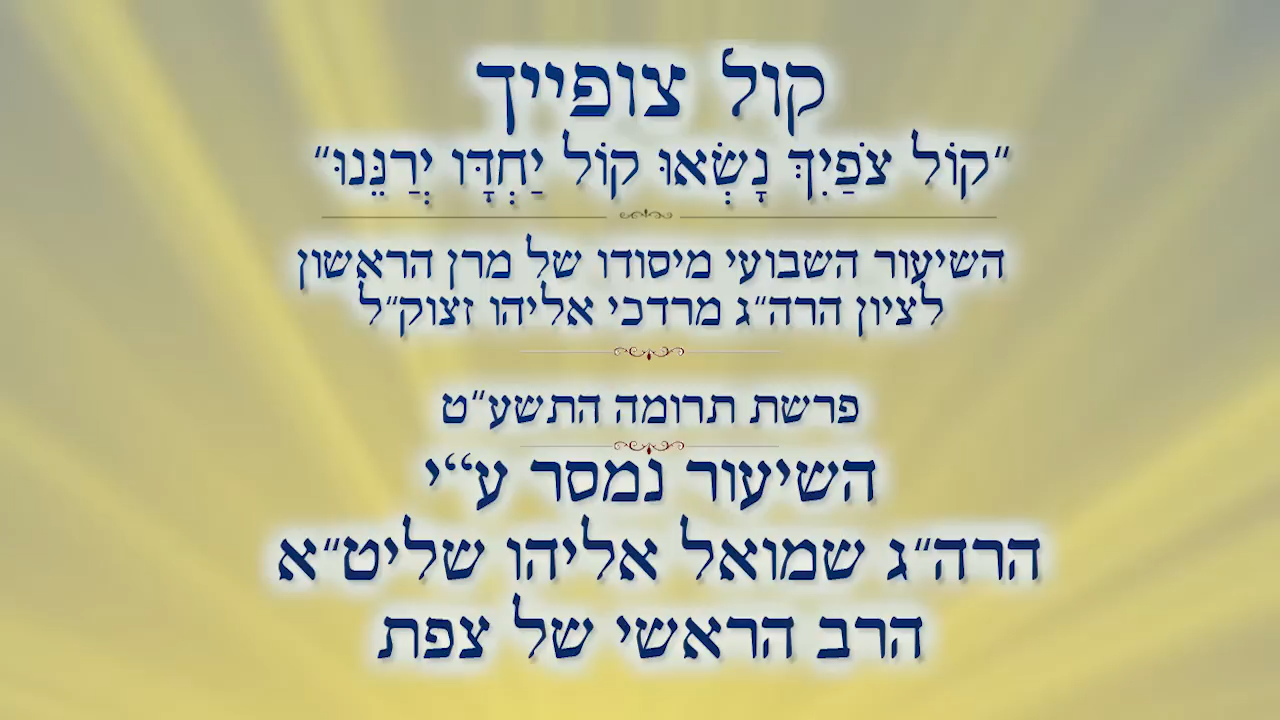 קול צופייך
"קוֹל צֹפַיִךְ נָשְׂאוּ קוֹל יַחְדָּו יְרַנֵּנוּ"
השיעור השבועי מיסודו של מרן הראשון
לציון הרה"ג מרדכי אליהו זצוק"ל
פרשת תרומה התשע"ט
השיעור נמסר ע"י
הרה"ג שמואל אליהו שליט"א
הרב הראשי של צפת